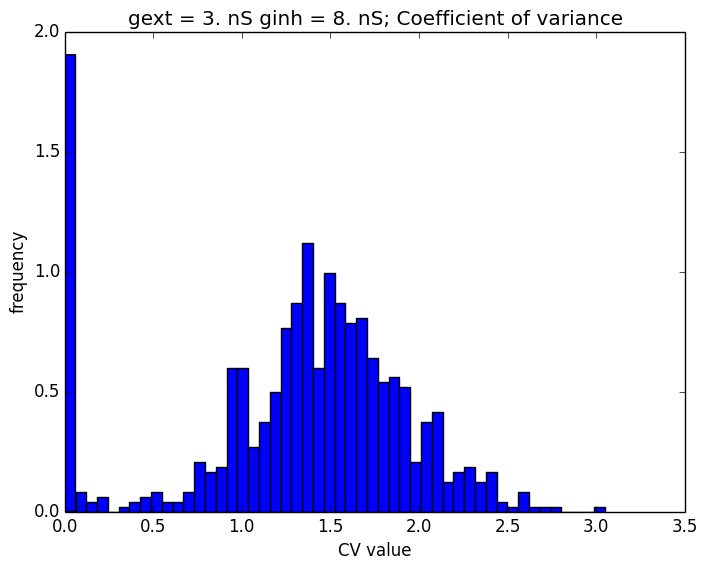 gext = 3. nS ginh = 8. nS; Coefficient of variance
2.0
1.5
1.0
0.5
0.0
frequency
0.0 0.5 1.0 1.5 2.0 2.5 3.0 3.5
CV value